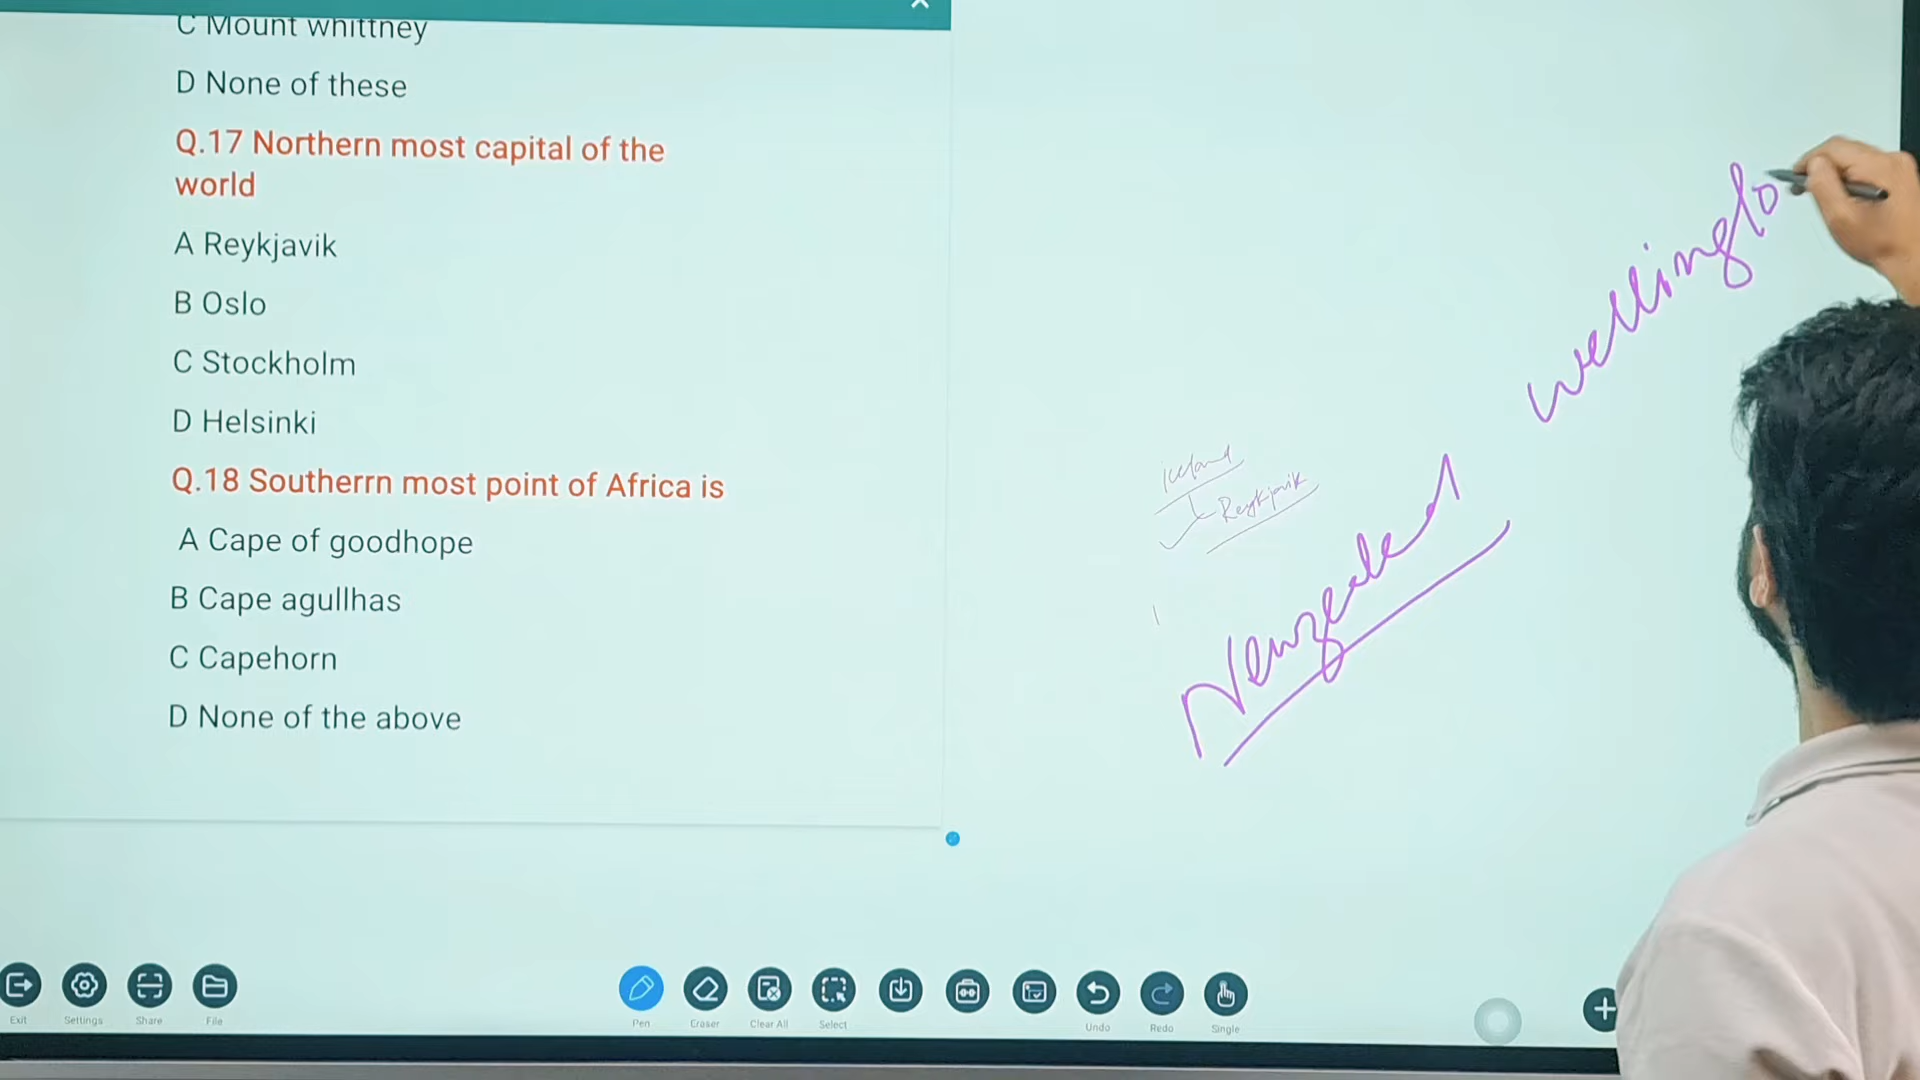 C Mount whittney
D None of these
Q.17 Northern most capital of the
world
A Reykjavik
B Oslo
C Stockholm
D Helsinki
Q.18 Southerrn most point of Africa is
A Cape of goodhope
B Cape agullhas
C Capehorn
D None of the above
iceland
Reykjavik
Newzealand
wellingto
Exit
Settings
Share
File
Pen
Eraser
Clear All
Select
Undo
Redo
Single